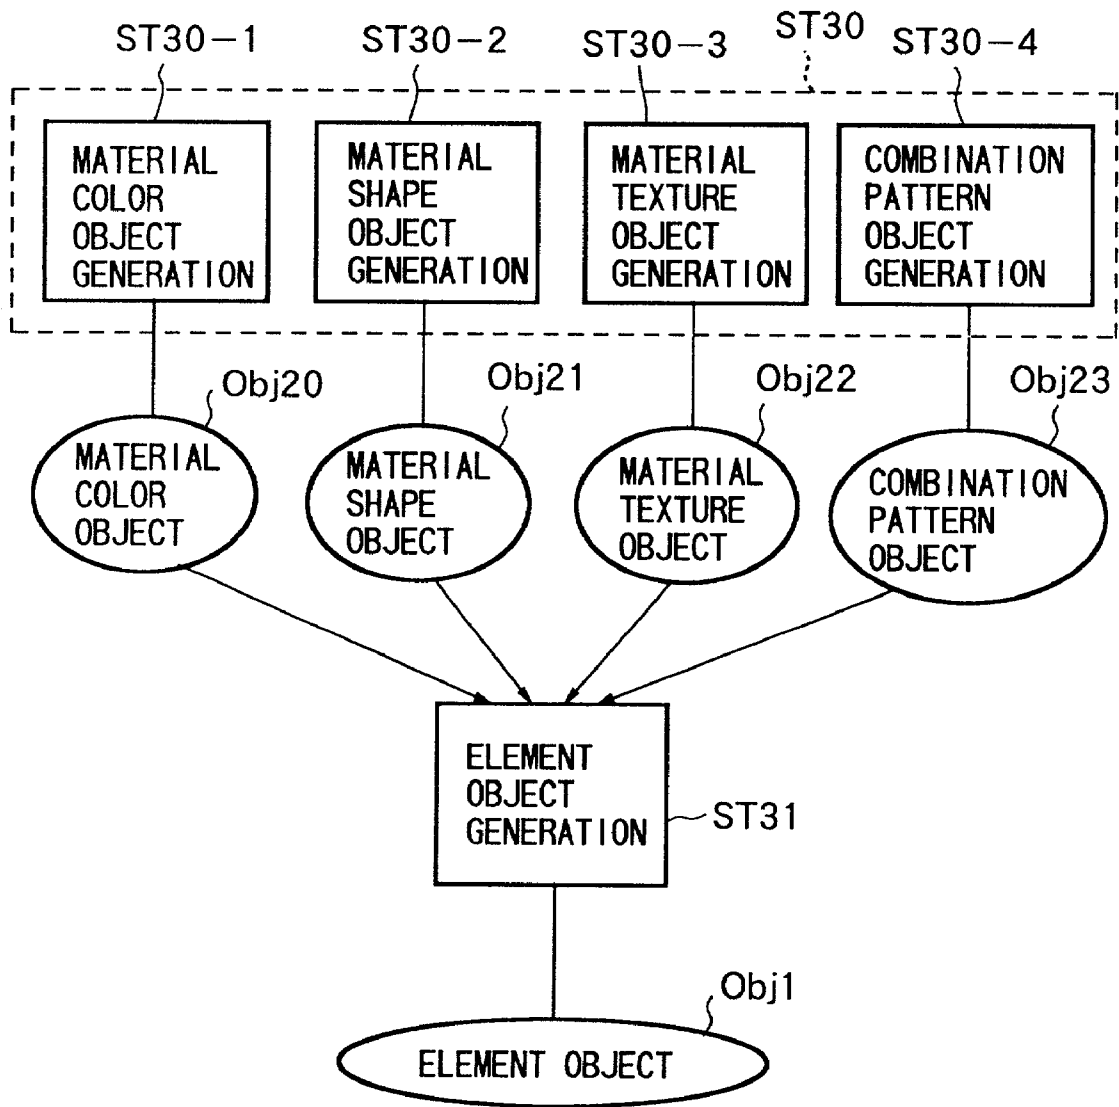 ST30-1
ST30-2
ST30-3
ST30
ST30-4
MATERIAL
COLOR
OBJECT
GENERATION
MATERIAL
SHAPE
OBJECT
GENERATION
MATERIAL
TEXTURE
OBJECT
GENERATION
COMBINATION
PATTERN
OBJECT
GENERATION
Obj20
Obj21
Obj22
Obj23
MATERIAL
COLOR
OBJECT
MATERIAL
SHAPE
OBJECT
MATERIAL
TEXTURE
OBJECT
COMBINATION
PATTERN
OBJECT
ELEMENT
OBJECT
GENERATION
ST31
Obj1
ELEMENT OBJECT